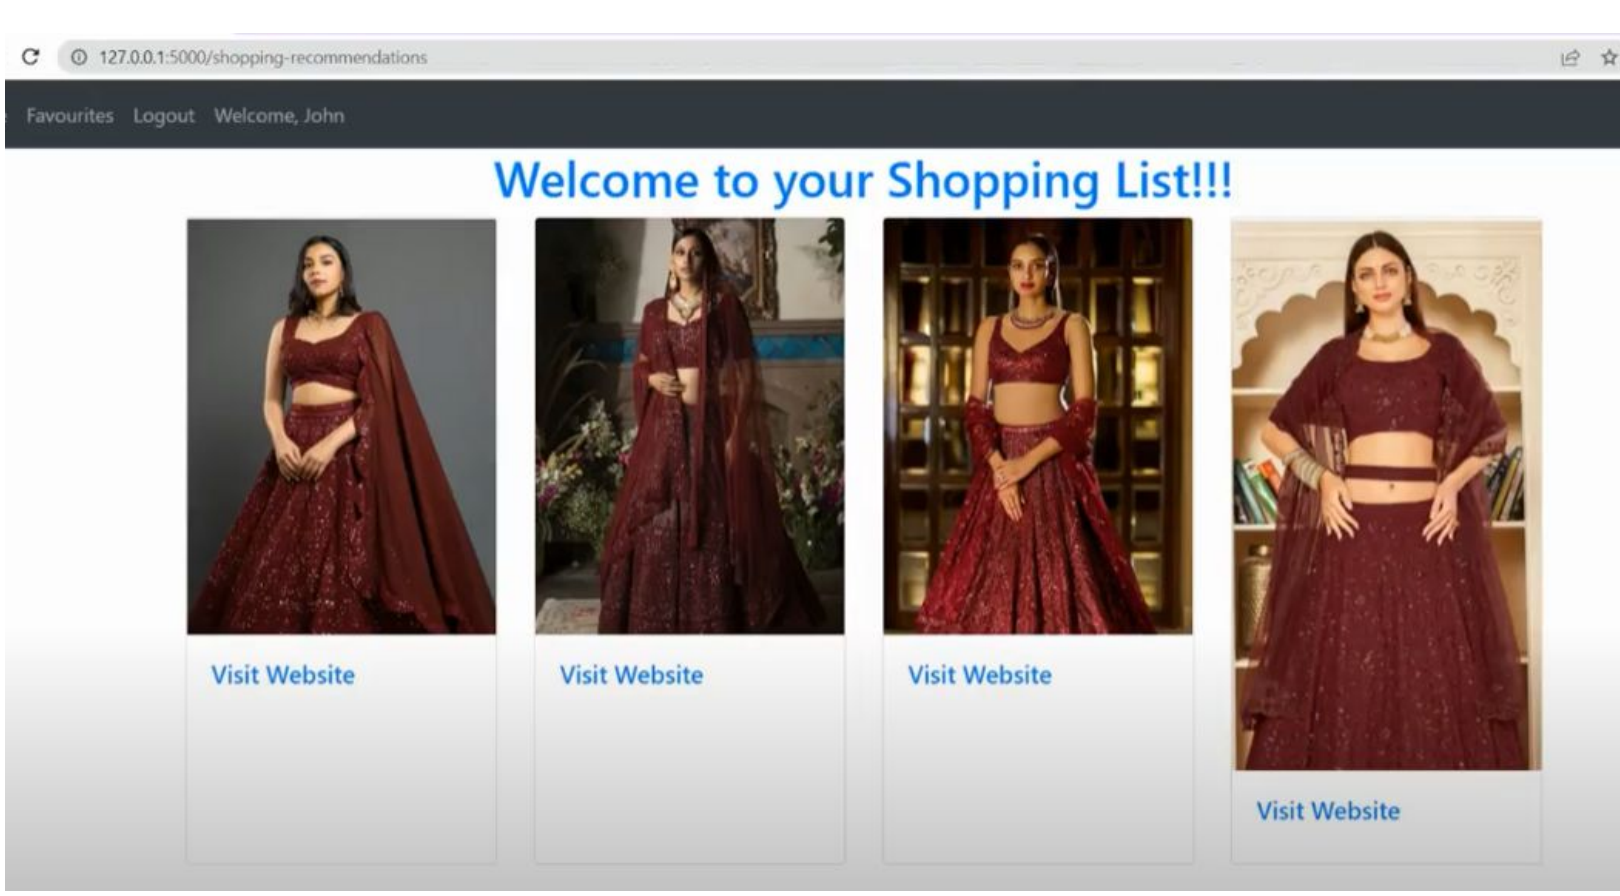 127.0.0.1:5000/shopping-recommendations
Favourites Logout Welcome, John
Welcome to your Shopping List!!!
Visit Website Visit Website Visit Website
Visit Website